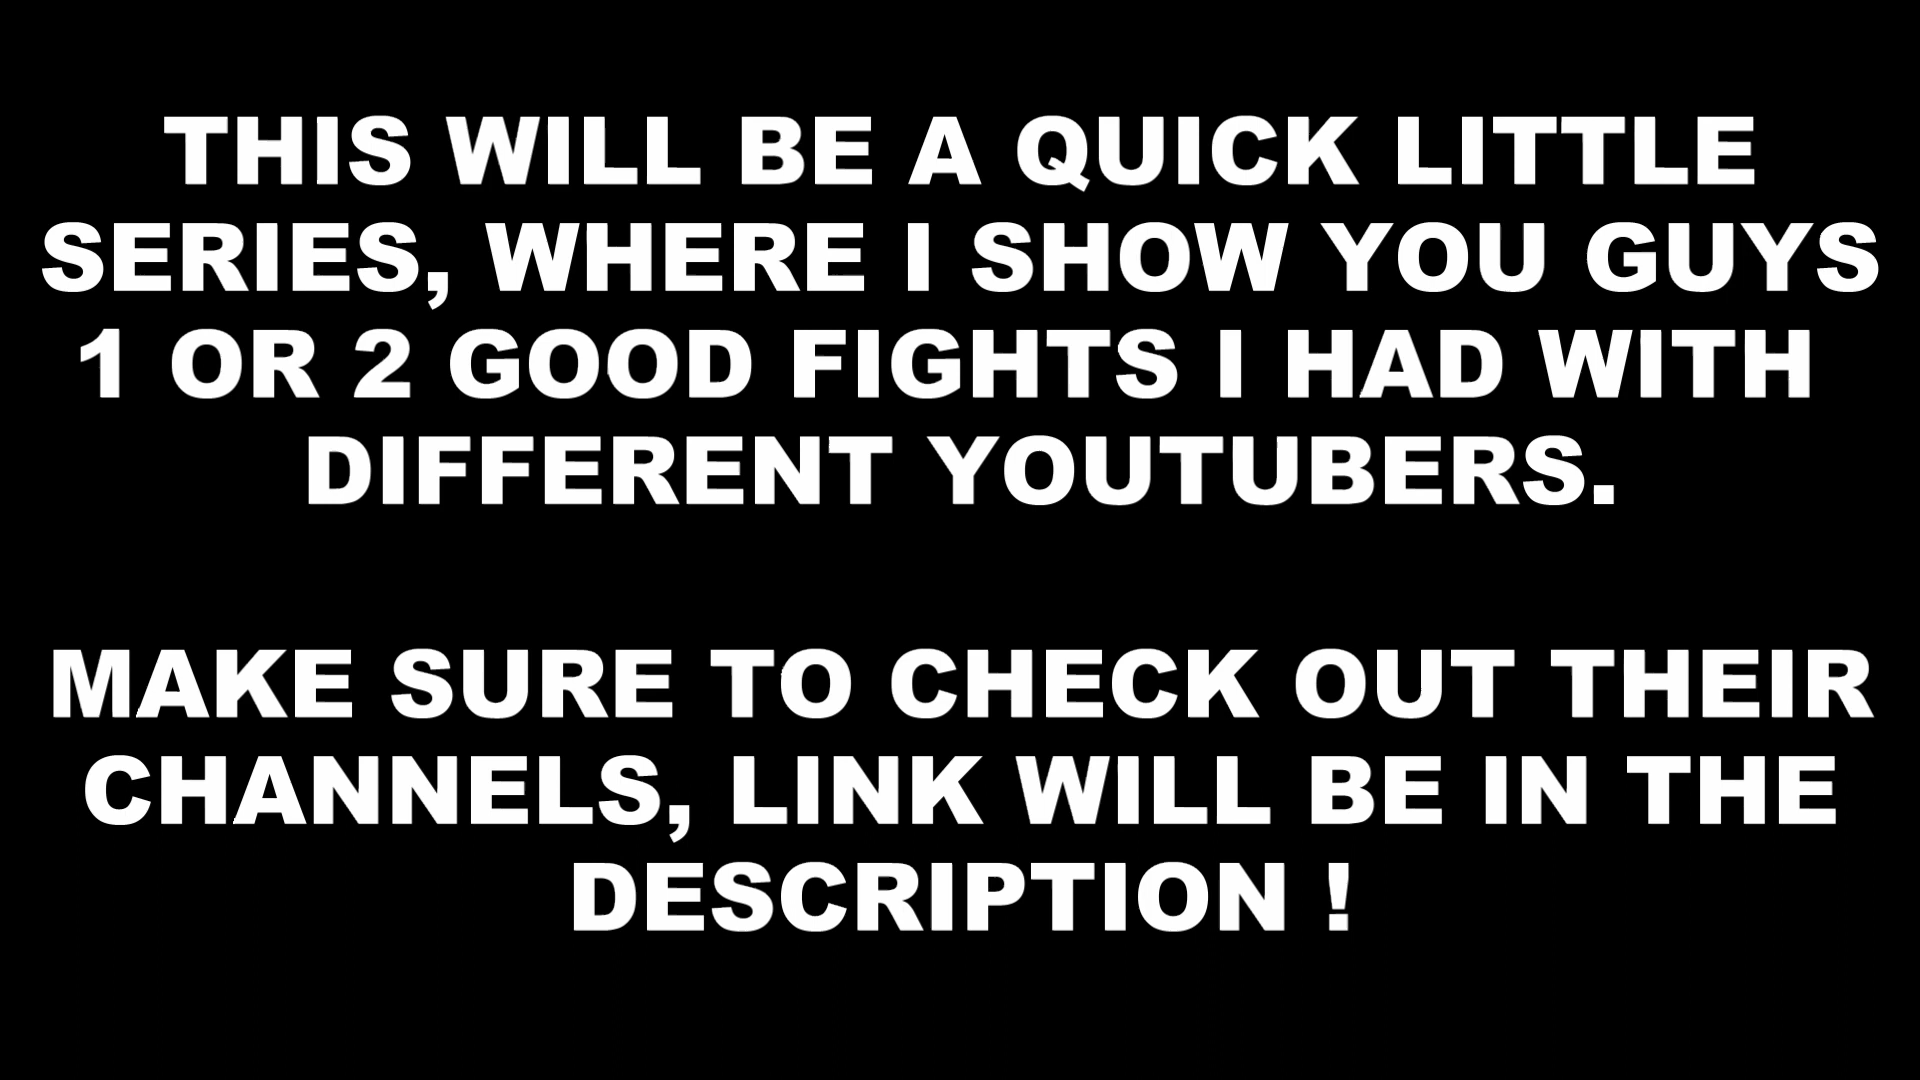 THIS WILL BE A QUICK LITTLE
SERIES, WHERE I SHOW YOU GUYS
1 OR 2 GOOD FIGHTS I HAD WITH
DIFFERENT YOUTUBERS.
MAKE SURE TO CHECK OUT THEIR
CHANNELS, LINK WILL BE IN THE
DESCRIPTION !